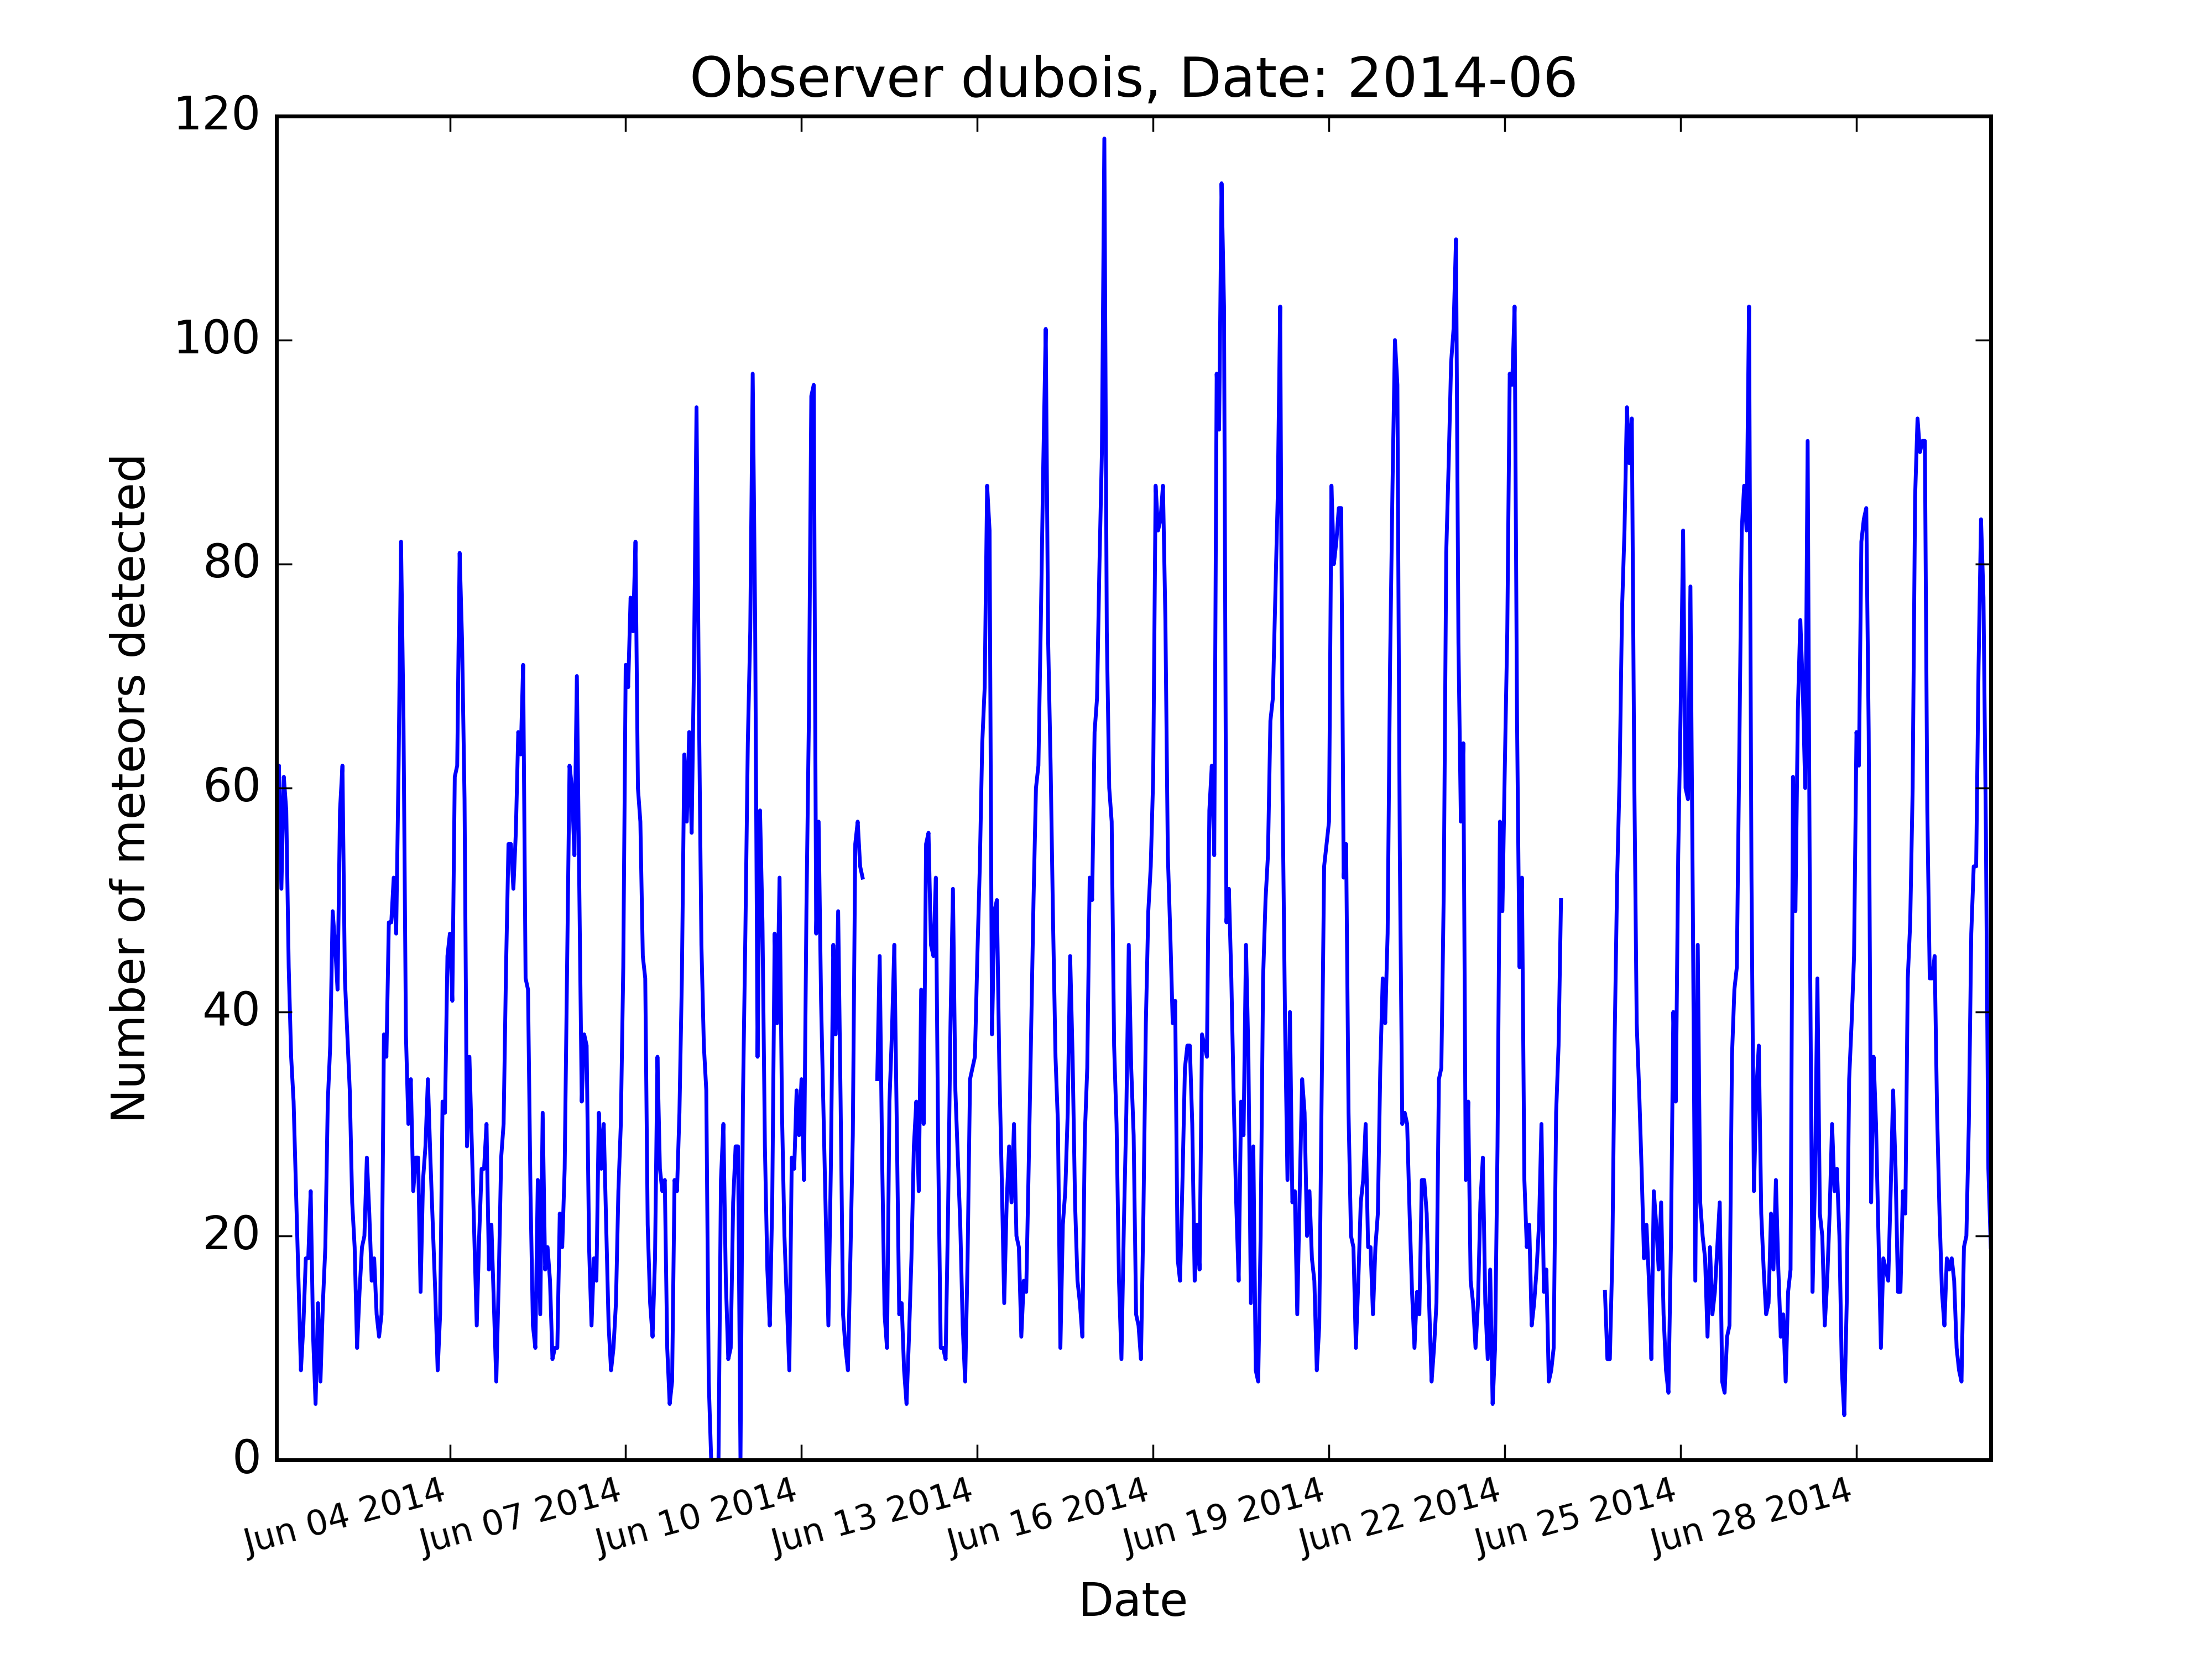 Observer dubois, Date: 2014-06
120
100
80
60
40
20
0
Number of meteors detected
Jun 04 2014
Jun 07 2014
Jun 10 2014
Jun 13 2014
Jun 16 2014
Jun 19 2014
Jun 22 2014
Jun 25 2014
Jun 28 2014
Date